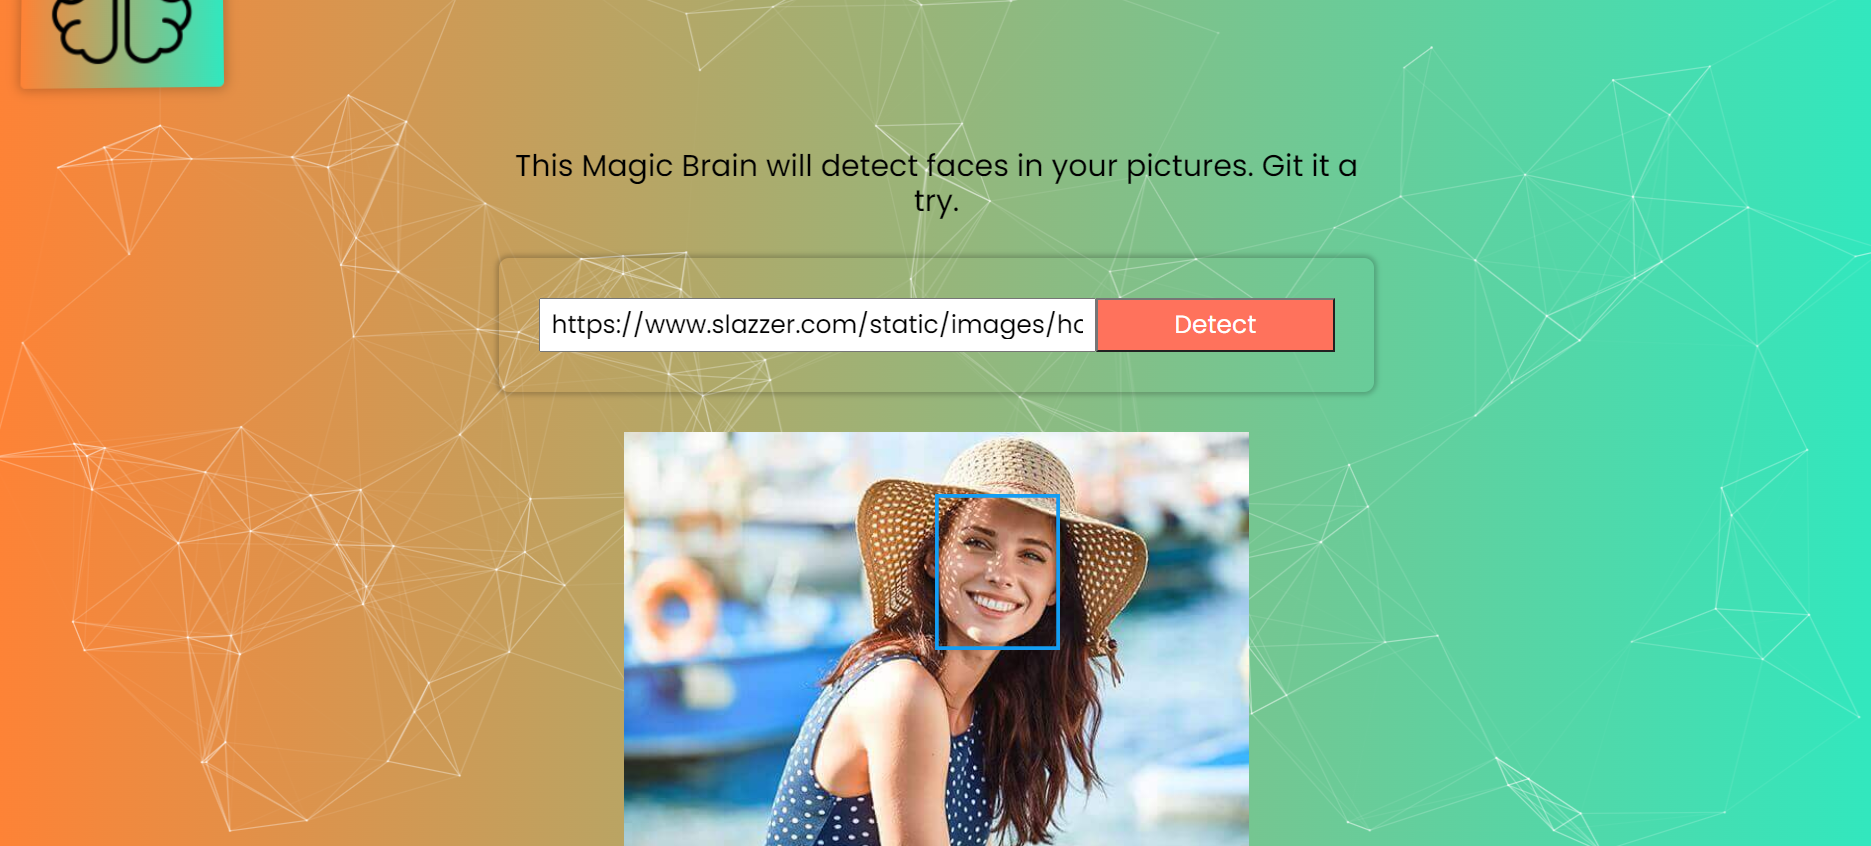 This Magic Brain will detect faces in your pictures. Git it a
try.
https://www.slazzer.com/static/images/ho
Detect